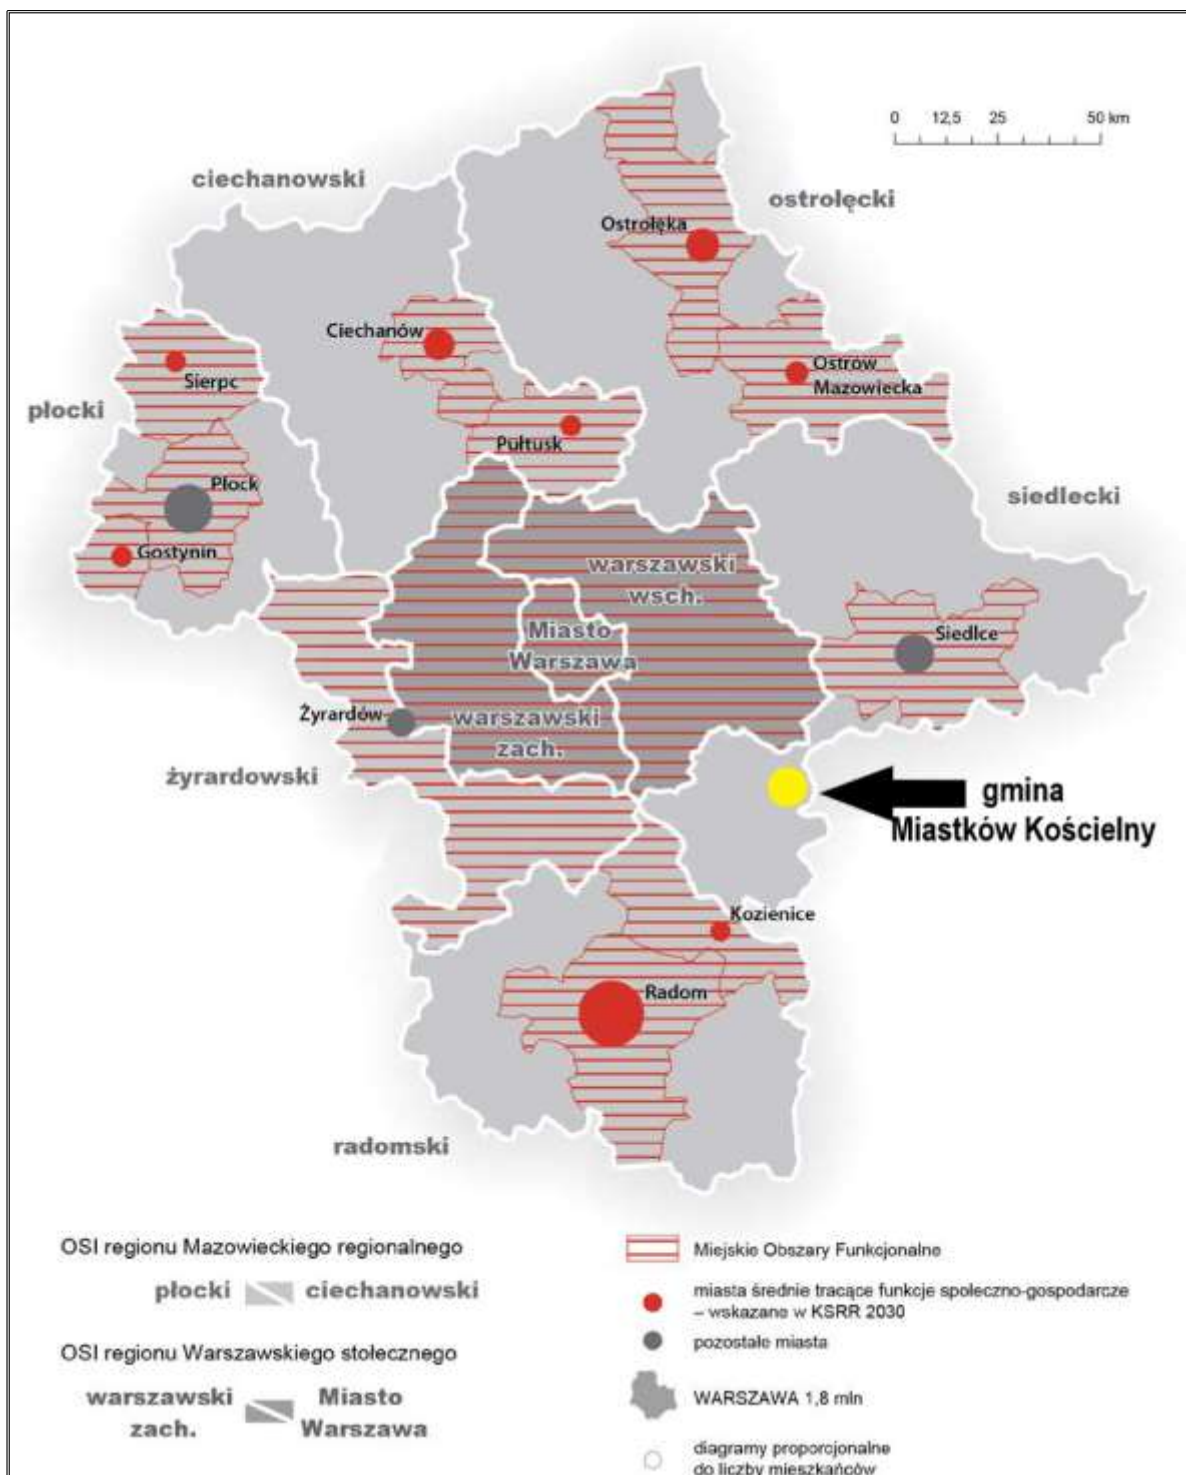 0 12,5 25 50 km
ciechanowski
ostrołęcki
Ostrołęka
Ciechanów
Ostrów
Mazowiecka
Sierpc
płocki
Pułtusk
Płock
siedlecki
Gostynin
warszawski
wsch.
Miasto
Warszawa
Siedlce
Żyrardów
warszawski
zach.
żyrardowski
gmina
Miastków Kościelny
Kozienice
Radom
radomski
OSI regionu Mazowieckiego regionalnego
płocki ciechanowski
OSI regionu Warszawskiego stołecznego
warszawski
zach.
Miasto
Warszawa
Miejskie Obszary Funkcjonalne
miasta średnie tracące funkcje społeczno-gospodarcze
– wskazane w KSRR 2030
pozostałe miasta
WARSZAWA 1,8 mln
diagramy proporcjonalne
do liczby mieszkańców